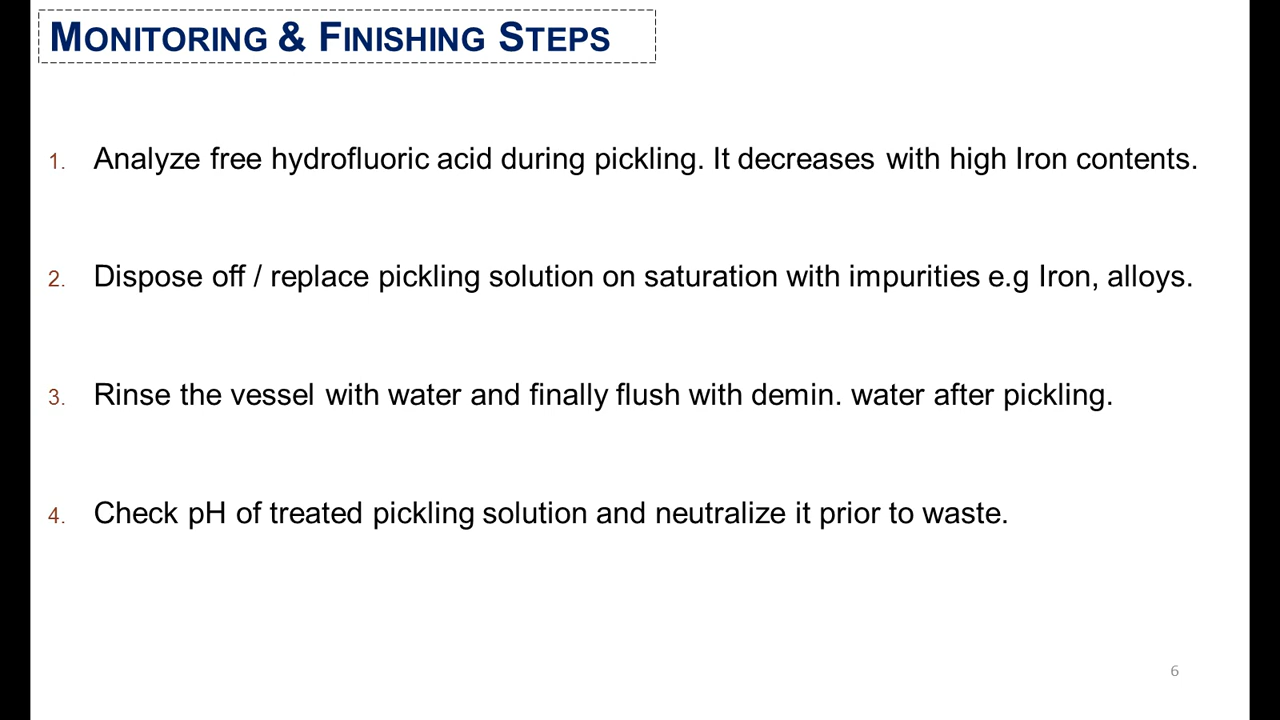 MONITORING & FINISHING STEPS
1. Analyze free hydrofluoric acid during pickling. It decreases with high Iron contents.
2. Dispose off / replace pickling solution on saturation with impurities e.g Iron, alloys.
3. Rinse the vessel with water and finally flush with demin. water after pickling.
4. Check pH of treated pickling solution and neutralize it prior to waste.
6